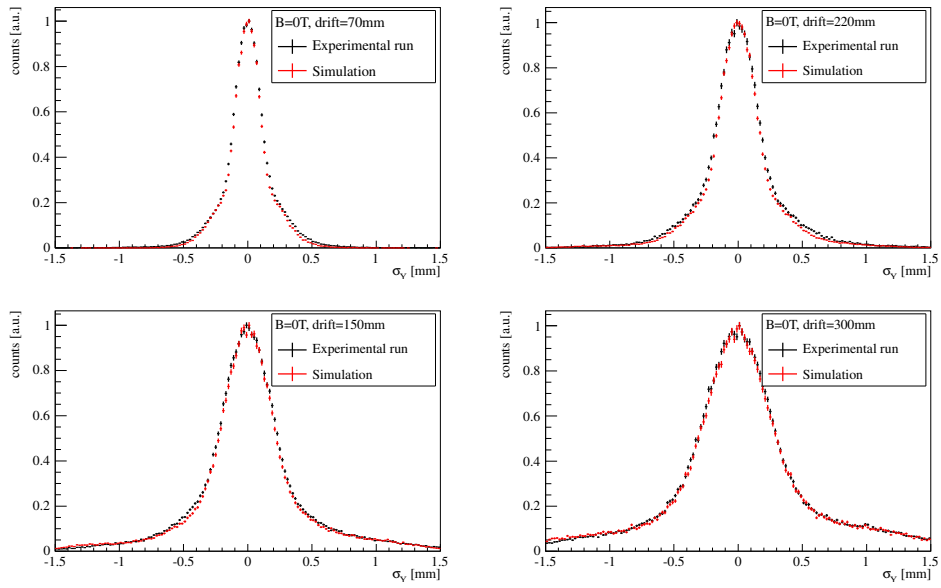 counts [a.u.]
B=0T, drift=70mm
Experimental run
Simulation
1
0.8
0.6
0.4
0.2
0
-1.5 -1 -0.5 0 0.5 1 1.5
σY [mm]
counts [a.u.]
B=0T, drift=220mm
Experimental run
Simulation
1
0.8
0.6
0.4
0.2
0
-1.5 -1 -0.5 0 0.5 1 1.5
σY [mm]
counts [a.u.]
B=0T, drift=150mm
Experimental run
Simulation
1
0.8
0.6
0.4
0.2
0
-1.5 -1 -0.5 0 0.5 1 1.5
σY [mm]
counts [a.u.]
B=0T, drift=300mm
Experimental run
Simulation
1
0.8
0.6
0.4
0.2
0
-1.5 -1 -0.5 0 0.5 1 1.5
σY [mm]